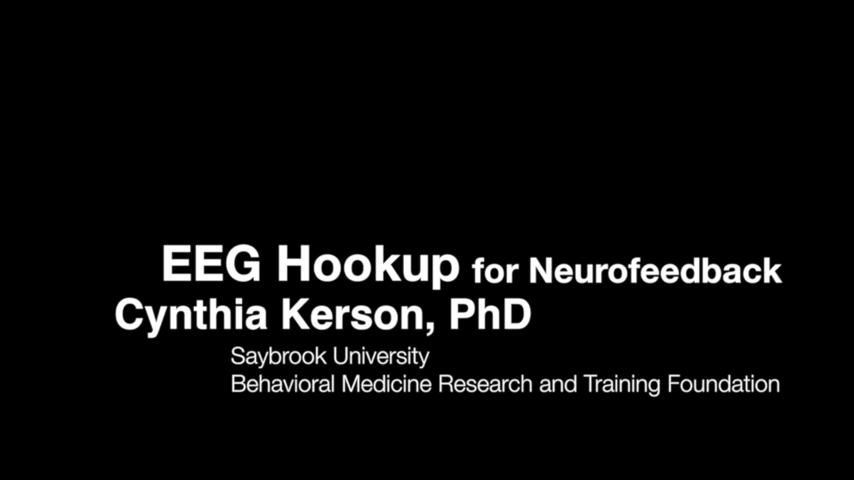 EEG Hookup for Neurofeedback
Cynthia Kerson, PhD
Saybrook University
Behavioral Medicine Research and Training Foundation